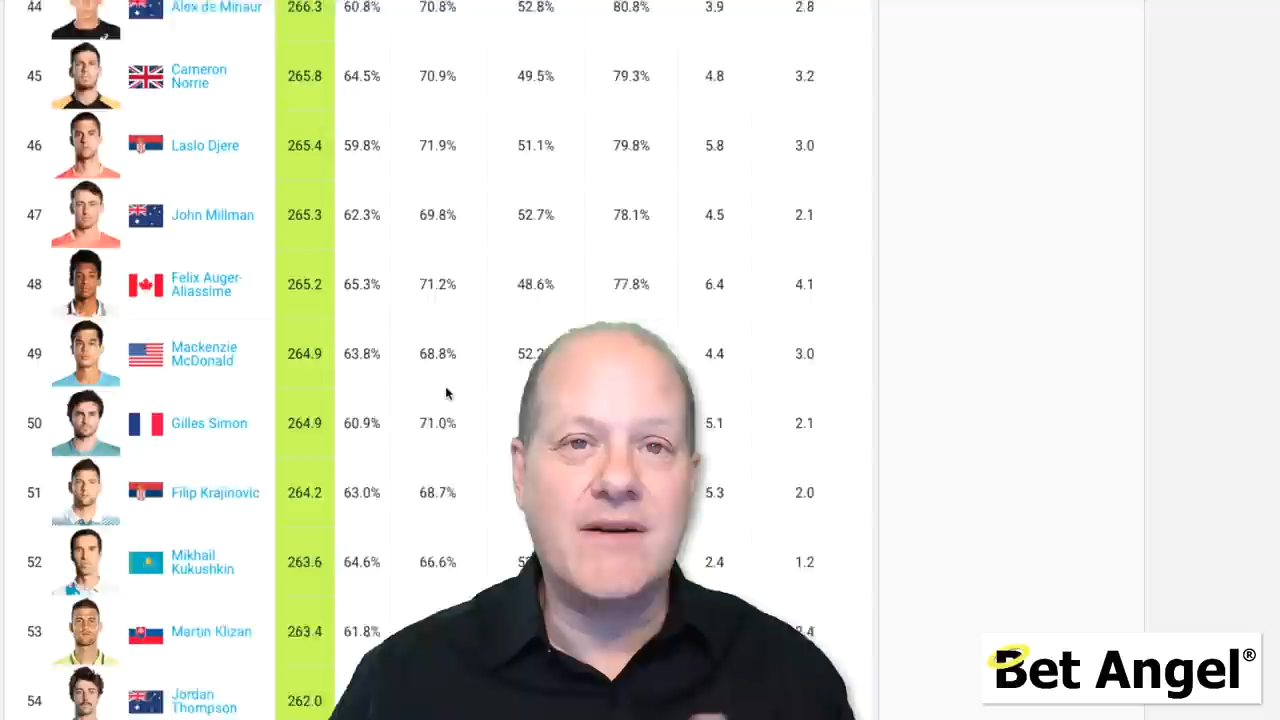 44 Alex de Minaur 266.3 60.8% 70.8% 52.8% 80.8% 3.9 2.8
45 Cameron Norrie 265.8 64.5% 70.9% 49.5% 79.3% 4.8 3.2
46 Laslo Djere 265.4 59.8% 71.9% 51.1% 79.8% 5.8 3.0
47 John Millman 265.3 62.3% 69.8% 52.7% 78.1% 4.5 2.1
48 Felix Auger-Aliassime 265.2 65.3% 71.2% 48.6% 77.8% 6.4 4.1
49 Mackenzie McDonald 264.9 63.8% 68.8% 4.4 3.0
50 Gilles Simon 264.9 60.9% 71.0% 5.1 2.1
51 Filip Krajinovic 264.2 63.0% 68.7% 5.3 2.0
52 Mikhail Kukushkin 263.6 64.6% 66.6% 2.4 1.2
53 Martin Klizan 263.4 61.8%
54 Jordan Thompson 262.0
Bet Angel®